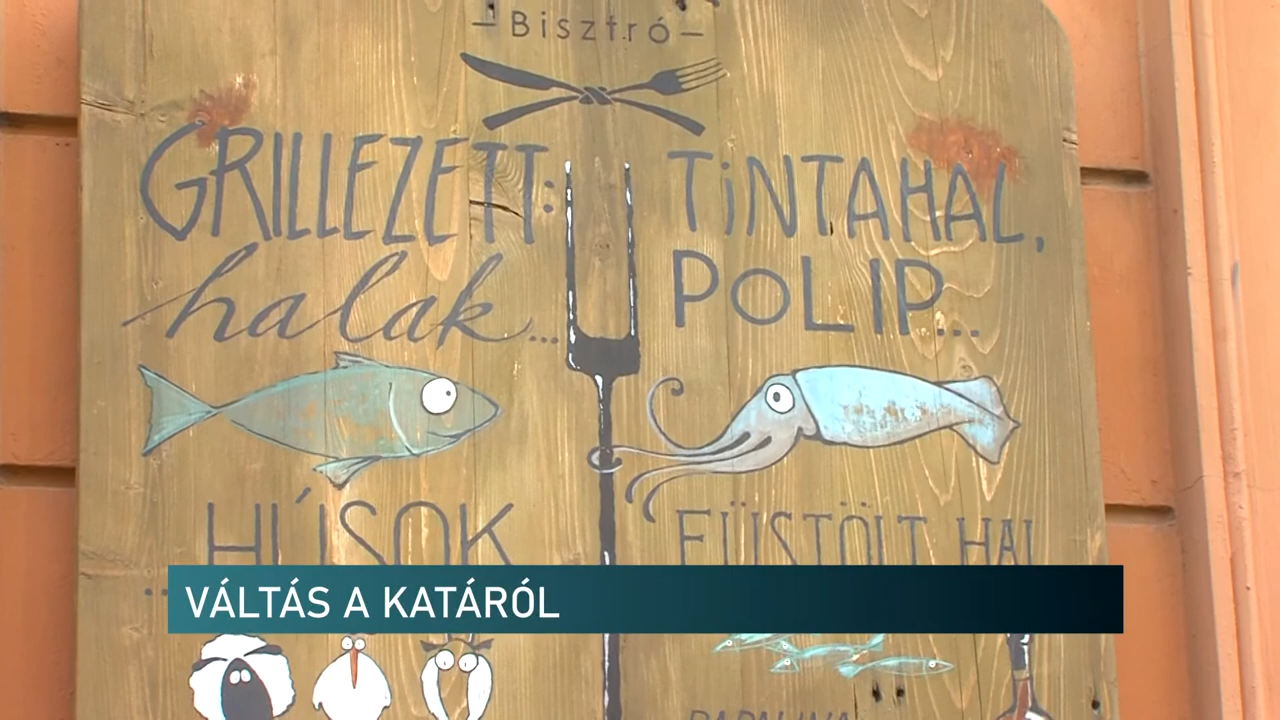 –Bisztró–
GRILLEZETT:
halak...
TiNTAHAL,
POLIP...
HÚSOK
FÜSTÖLT HAL
VÁLTÁS A KATÁRÓL